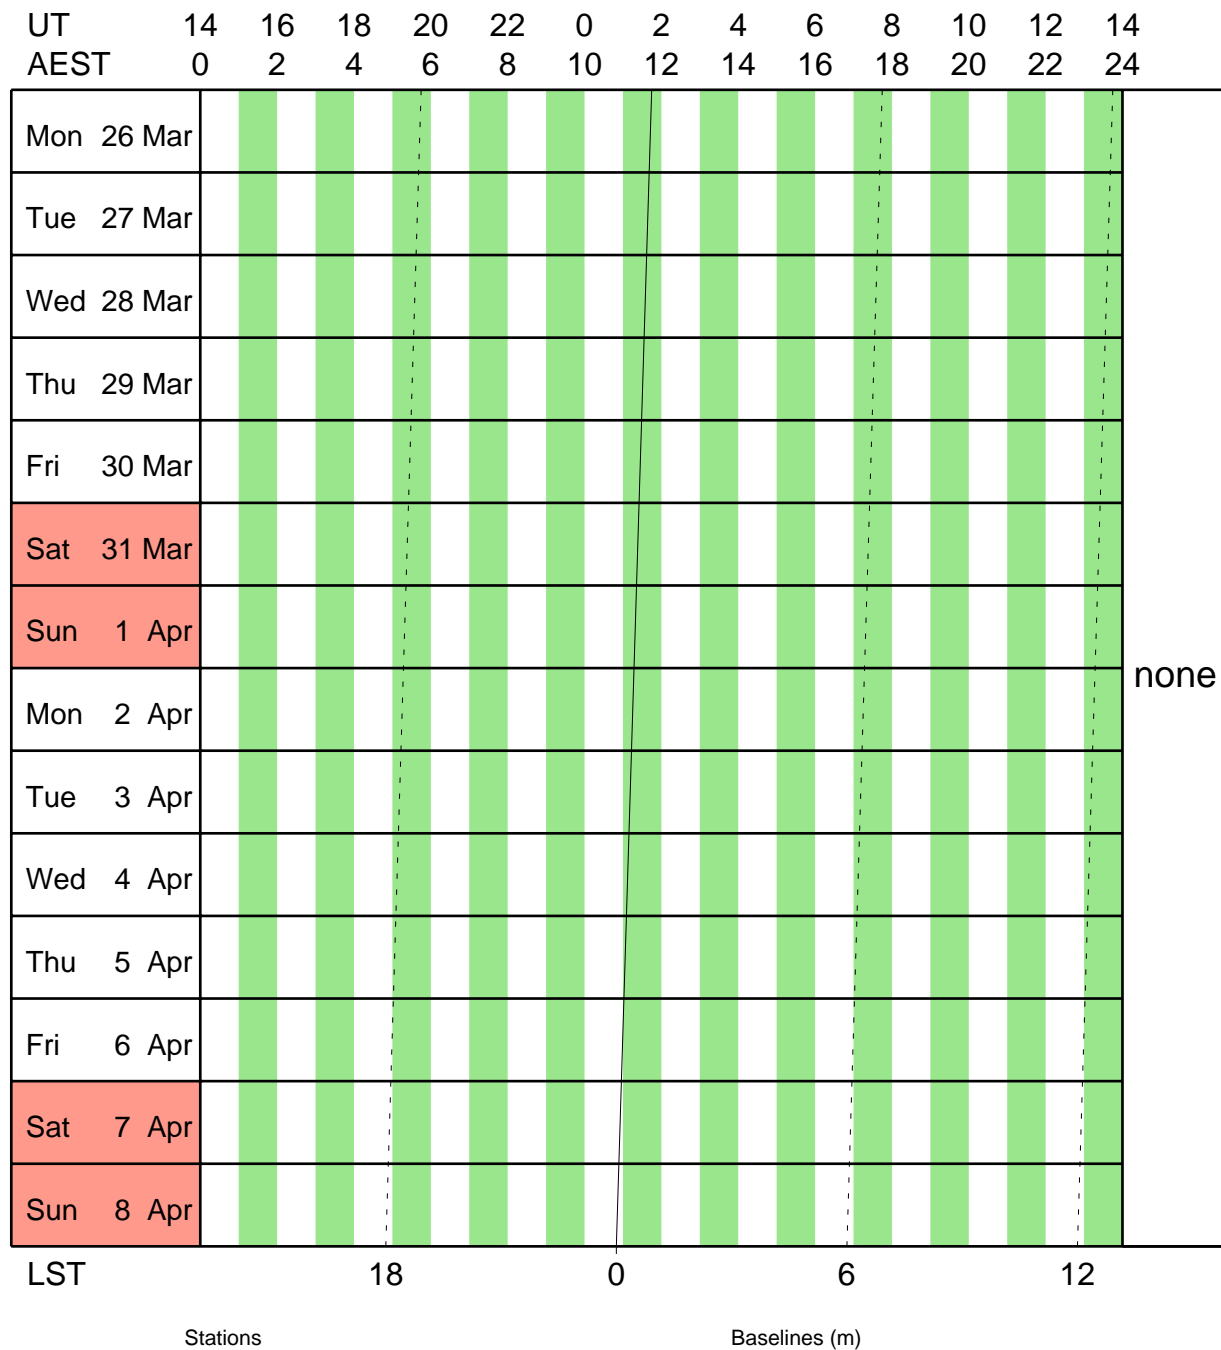 UT 14 16 18 20 22 0 2 4 6 8 10 12 14
AEST 0 2 4 6 8 10 12 14 16 18 20 22 24
Mon 26 Mar
Tue 27 Mar
Wed 28 Mar
Thu 29 Mar
Fri 30 Mar
Sat 31 Mar
Sun 1 Apr
none
Mon 2 Apr
Tue 3 Apr
Wed 4 Apr
Thu 5 Apr
Fri 6 Apr
Sat 7 Apr
Sun 8 Apr
LST 18 0 6 12
Stations Baselines (m)